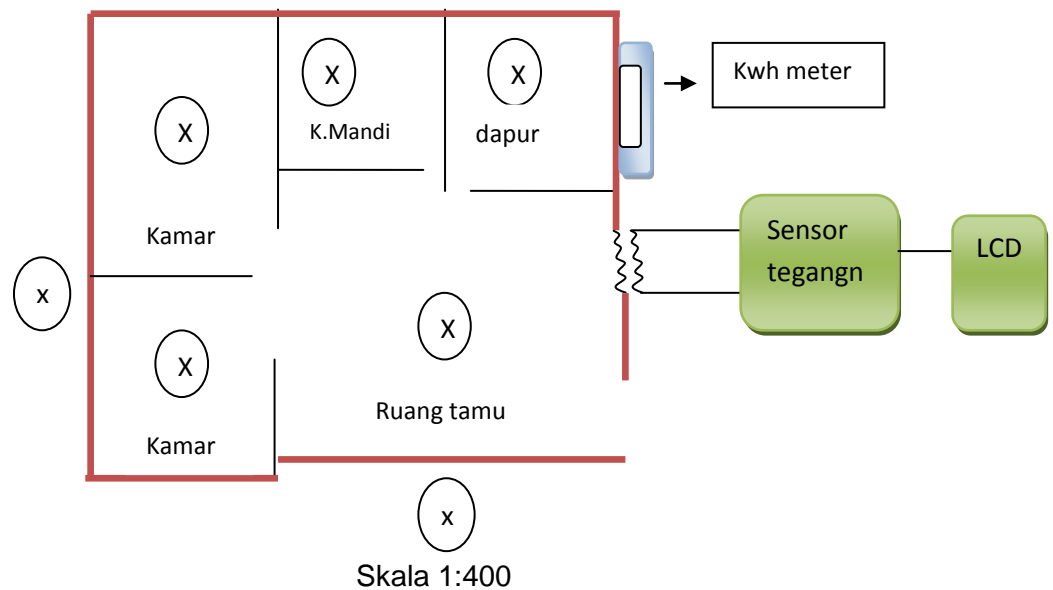 X
X
Kwh meter
X
K.Mandi
dapur
Kamar
Sensor
tegangn
LCD
x
X
X
Ruang tamu
Kamar
x
Skala 1:400